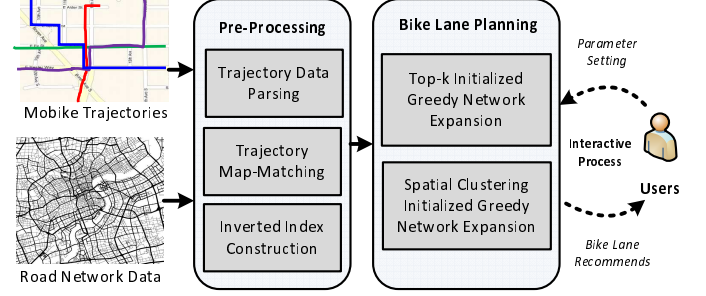 Mobike Trajectories
Road Network Data
Pre-Processing
Trajectory Data
Parsing
Trajectory
Map-Matching
Inverted Index
Construction
Bike Lane Planning
Top-k Initialized
Greedy Network
Expansion
Spatial Clustering
Initialized Greedy
Network Expansion
Parameter
Setting
Interactive
Process
Users
Bike Lane
Recommends